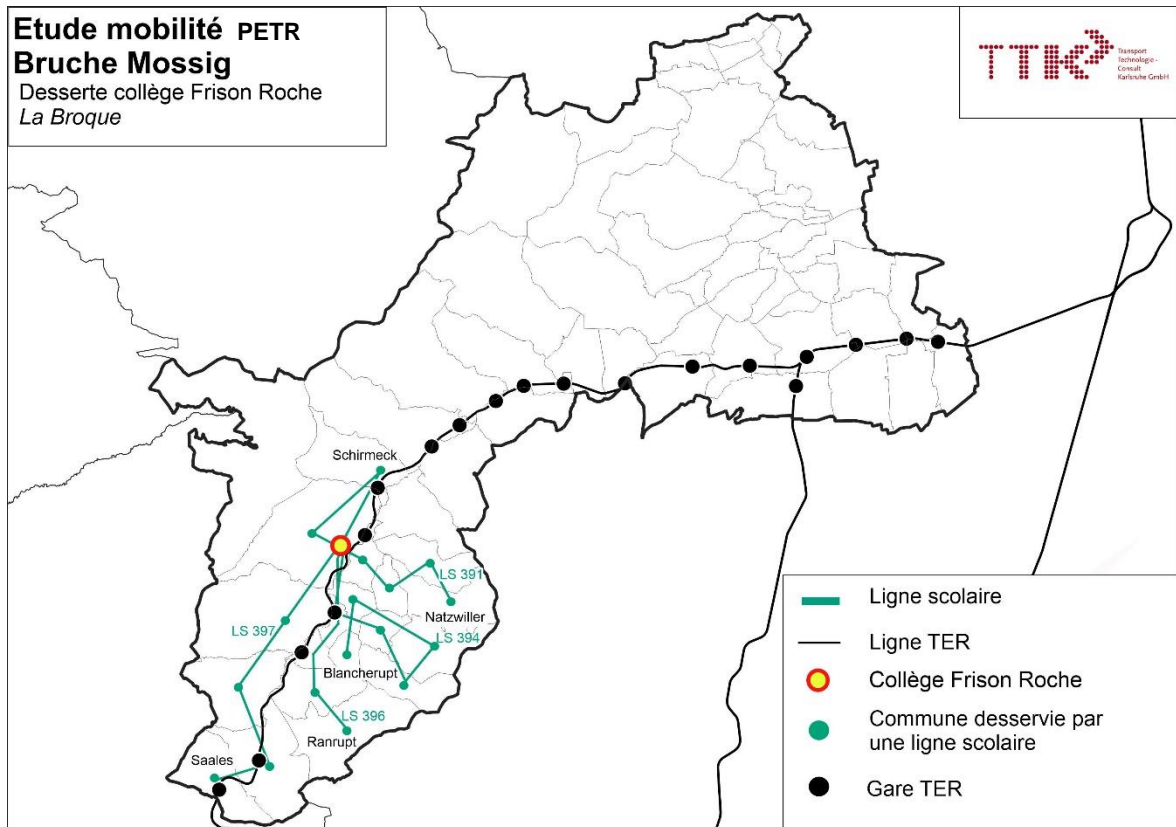 Etude mobilité PETR
Bruche Mossig
Desserte collège Frison Roche
La Broque
TTK
Transport
Technologie -
Consult
Karlsruhe GmbH
Schirmeck
LS 391
Natzwiller
LS 397
LS 394
Blancherupt
LS 396
Ranrupt
Saales
Ligne scolaire
Ligne TER
Collège Frison Roche
Commune desservie par
une ligne scolaire
Gare TER